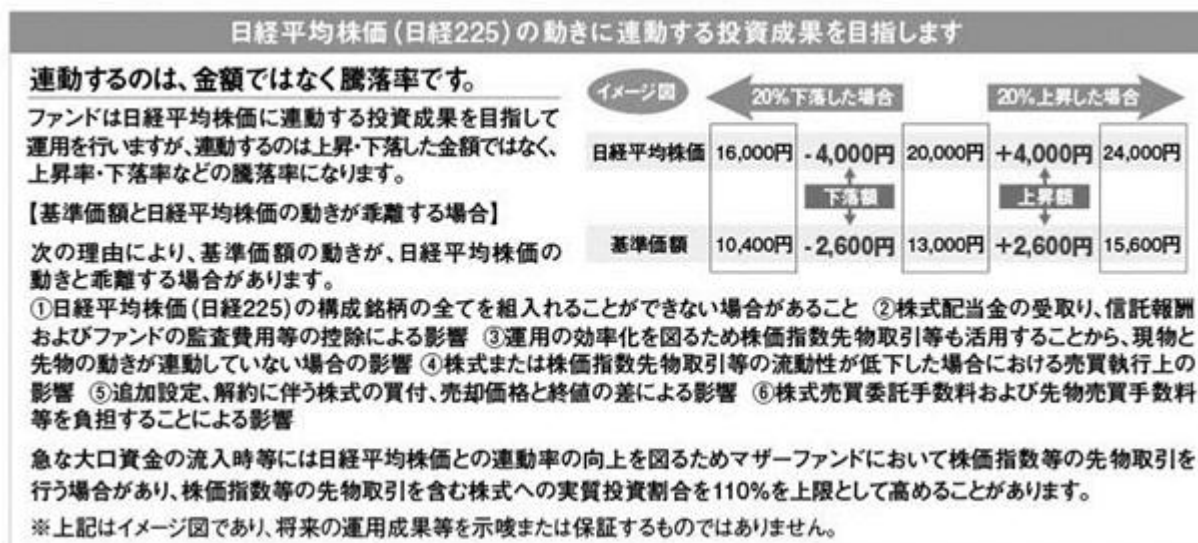 日経平均株価(日経225)の動きに連動する投資成果を目指します
連動するのは、金額ではなく騰落率です。
ファンドは日経平均株価に連動する投資成果を目指して
運用を行いますが、連動するのは上昇・下落した金額ではなく、
上昇率・下落率などの騰落率になります。
【基準価額と日経平均株価の動きが乖離する場合】
次の理由により、基準価額の動きが、日経平均株価の
動きと乖離する場合があります。
イメージ図 20%下落した場合 20%上昇した場合
日経平均株価 16,000円 -4,000円 20,000円 +4,000円 24,000円
下落額 上昇額
基準価額 10,400円 -2,600円 13,000円 +2,600円 15,600円
①日経平均株価(日経225)の構成銘柄の全てを組入れることができない場合があること ②株式配当金の受取り、信託報酬
およびファンドの監査費用等の控除による影響 ③運用の効率化を図るため株価指数先物取引等も活用することから、現物と
先物の動きが連動していない場合の影響 ④株式または株価指数先物取引等の流動性が低下した場合における売買執行上の
影響 ⑤追加設定、解約に伴う株式の買付、売却価格と終値の差による影響 ⑥株式売買委託手数料および先物売買手数料
等を負担することによる影響
急な大口資金の流入時等には日経平均株価との連動率の向上を図るためマザーファンドにおいて株価指数等の先物取引を
行う場合があり、株価指数等の先物取引を含む株式への実質投資割合を110%を上限として高めることがあります。
※上記はイメージ図であり、将来の運用成果等を示唆または保証するものではありません。